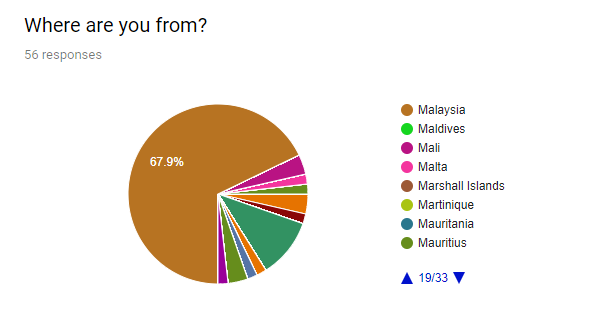 Where are you from?
56 responses
67.9%
Malaysia
Maldives
Mali
Malta
Marshall Islands
Martinique
Mauritania
Mauritius
19/33